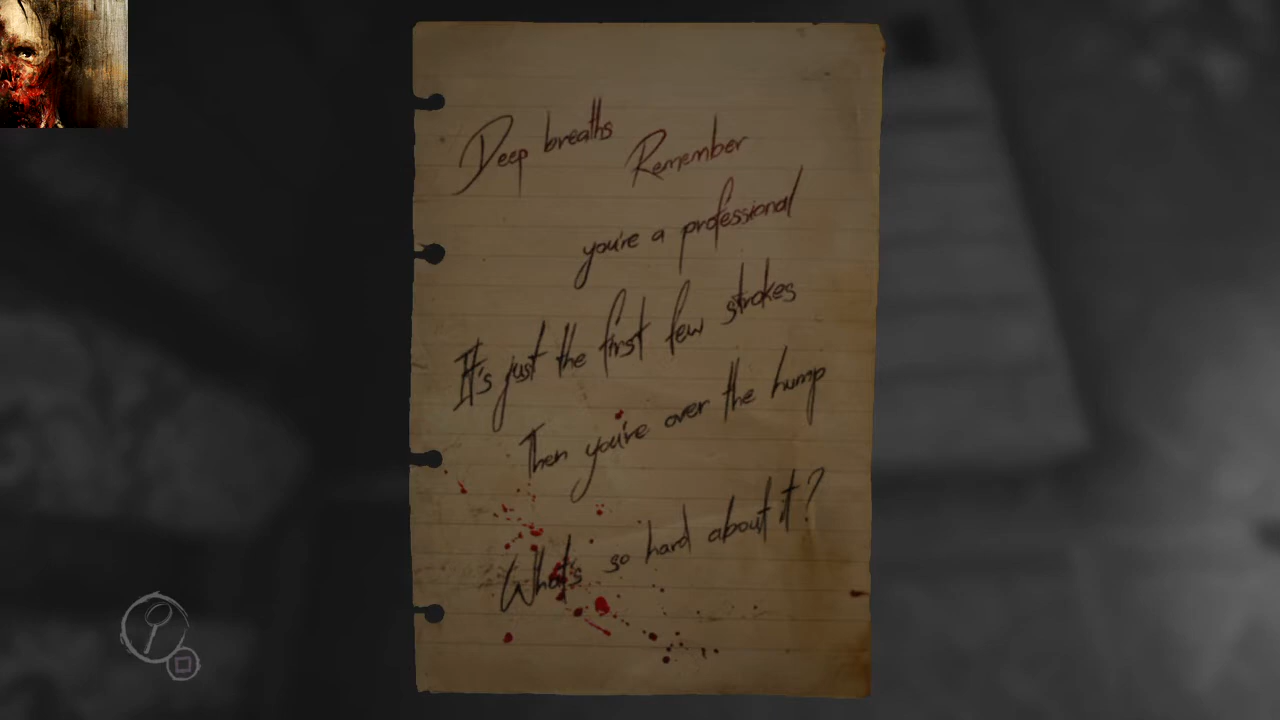 Deep breaths Remember
you're a professional
It's just the first few strokes
Then you're over the hump
What's so hard about it?